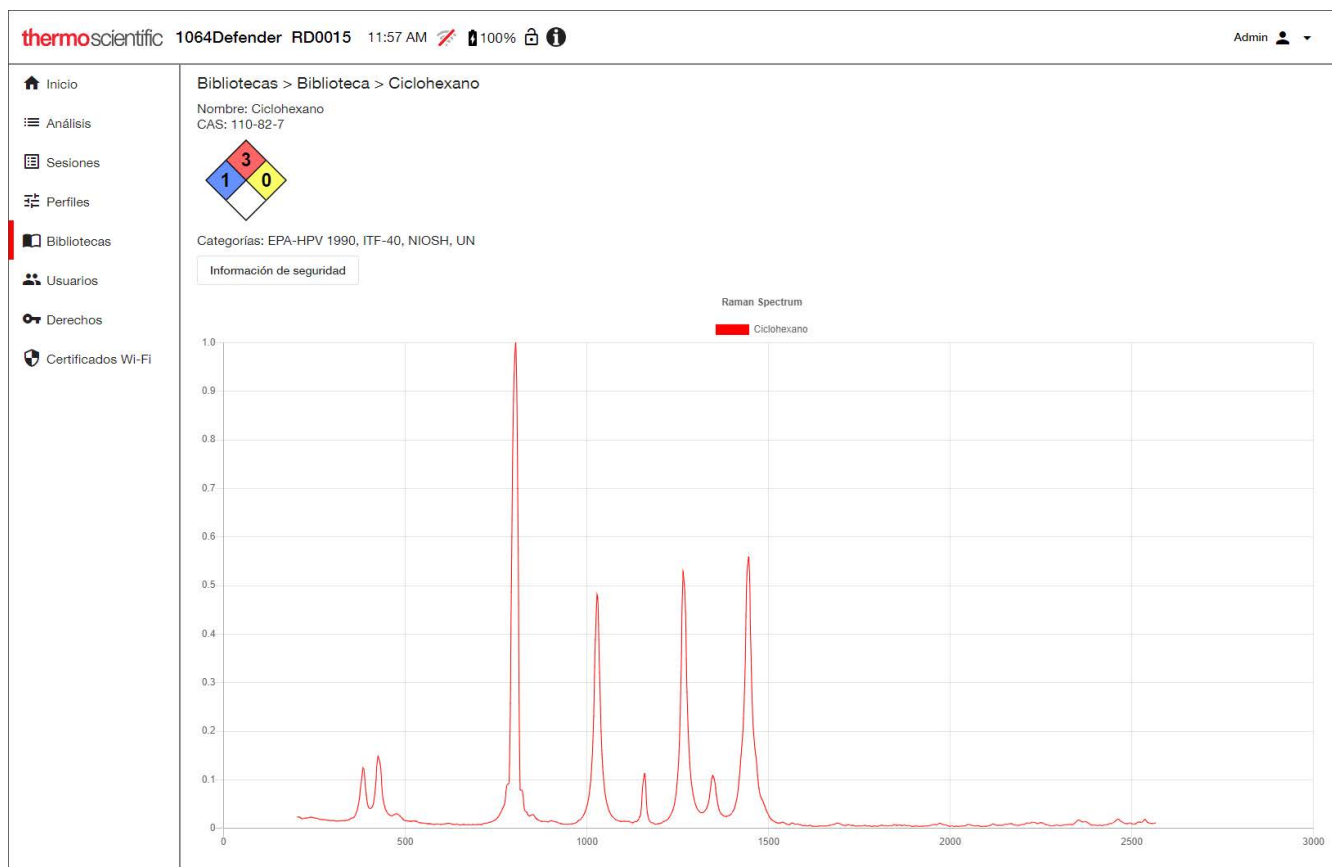 thermoscientific 1064Defender RD0015 11:57 AM 100% Admin
Inicio
Análisis
Sesiones
Perfiles
Bibliotecas
Usuarios
Derechos
Certificados Wi-Fi
Bibliotecas > Biblioteca > Ciclohexano
Nombre: Ciclohexano
CAS: 110-82-7
3
1 0
Categorías: EPA-HPV 1990, ITF-40, NIOSH, UN
Información de seguridad
Raman Spectrum
Ciclohexano
1.0
0.9
0.8
0.7
0.6
0.5
0.4
0.3
0.2
0.1
0
0 500 1000 1500 2000 2500 3000